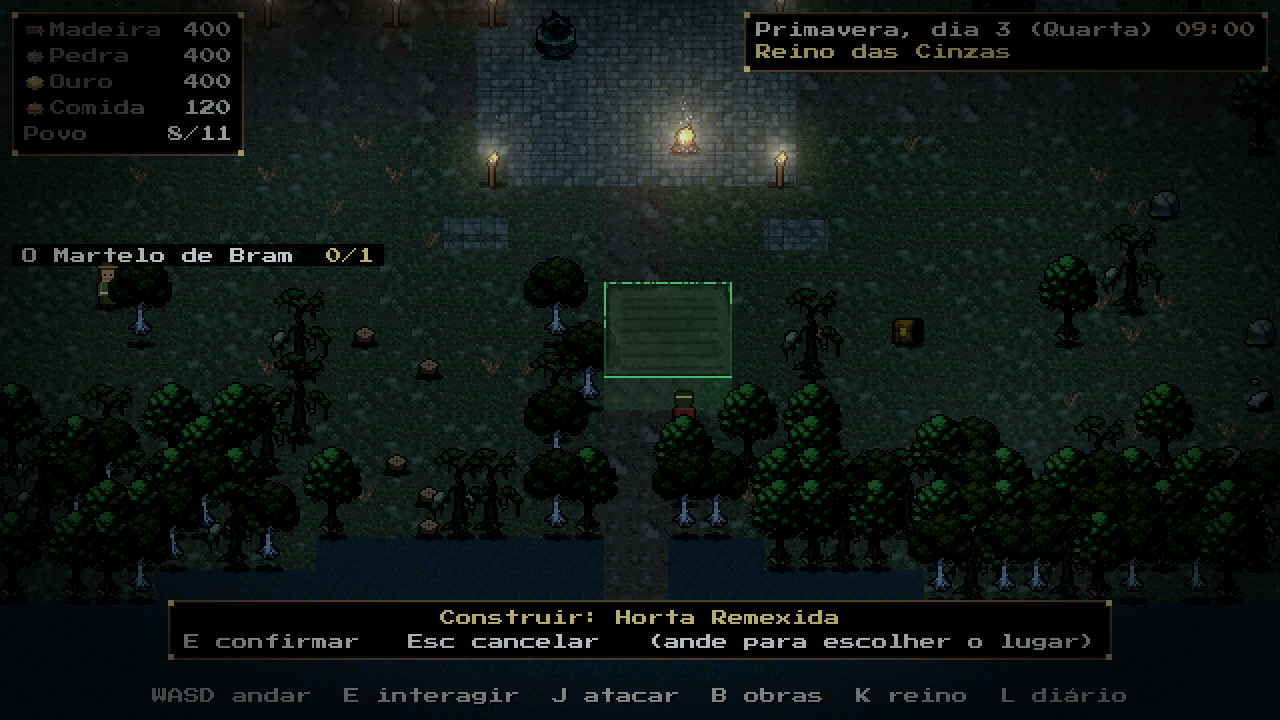 Madeira 400
Pedra 400
Ouro 400
Comida 120
Povo 8/11
Primavera, dia 3 (Quarta) 09:00
Reino das Cinzas
O Martelo de Bram 0/1
Construir: Horta Remexida
E confirmar Esc cancelar (ande para escolher o lugar)
WASD andar E interagir J atacar B obras K reino L diário